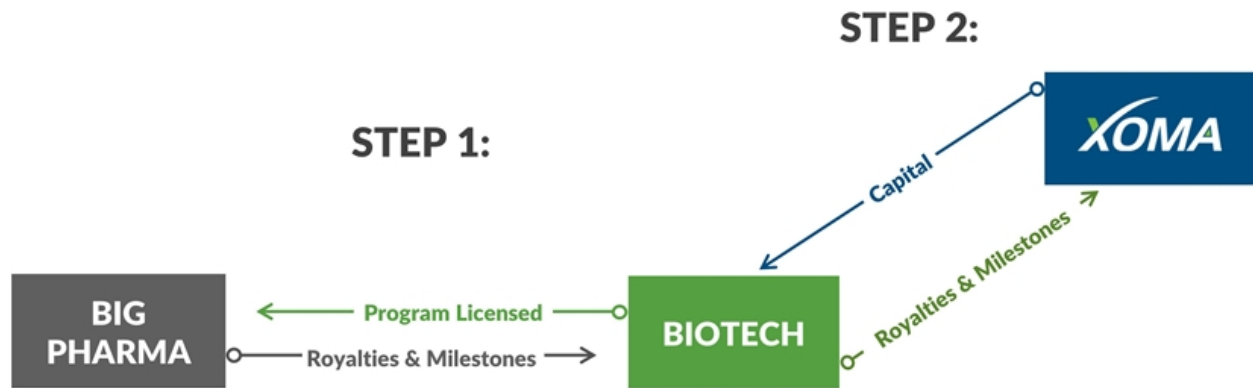 STEP 2:
XOMA
STEP 1:
Capital
Royalties & Milestones
BIG
PHARMA
Program Licensed
Royalties & Milestones
BIOTECH